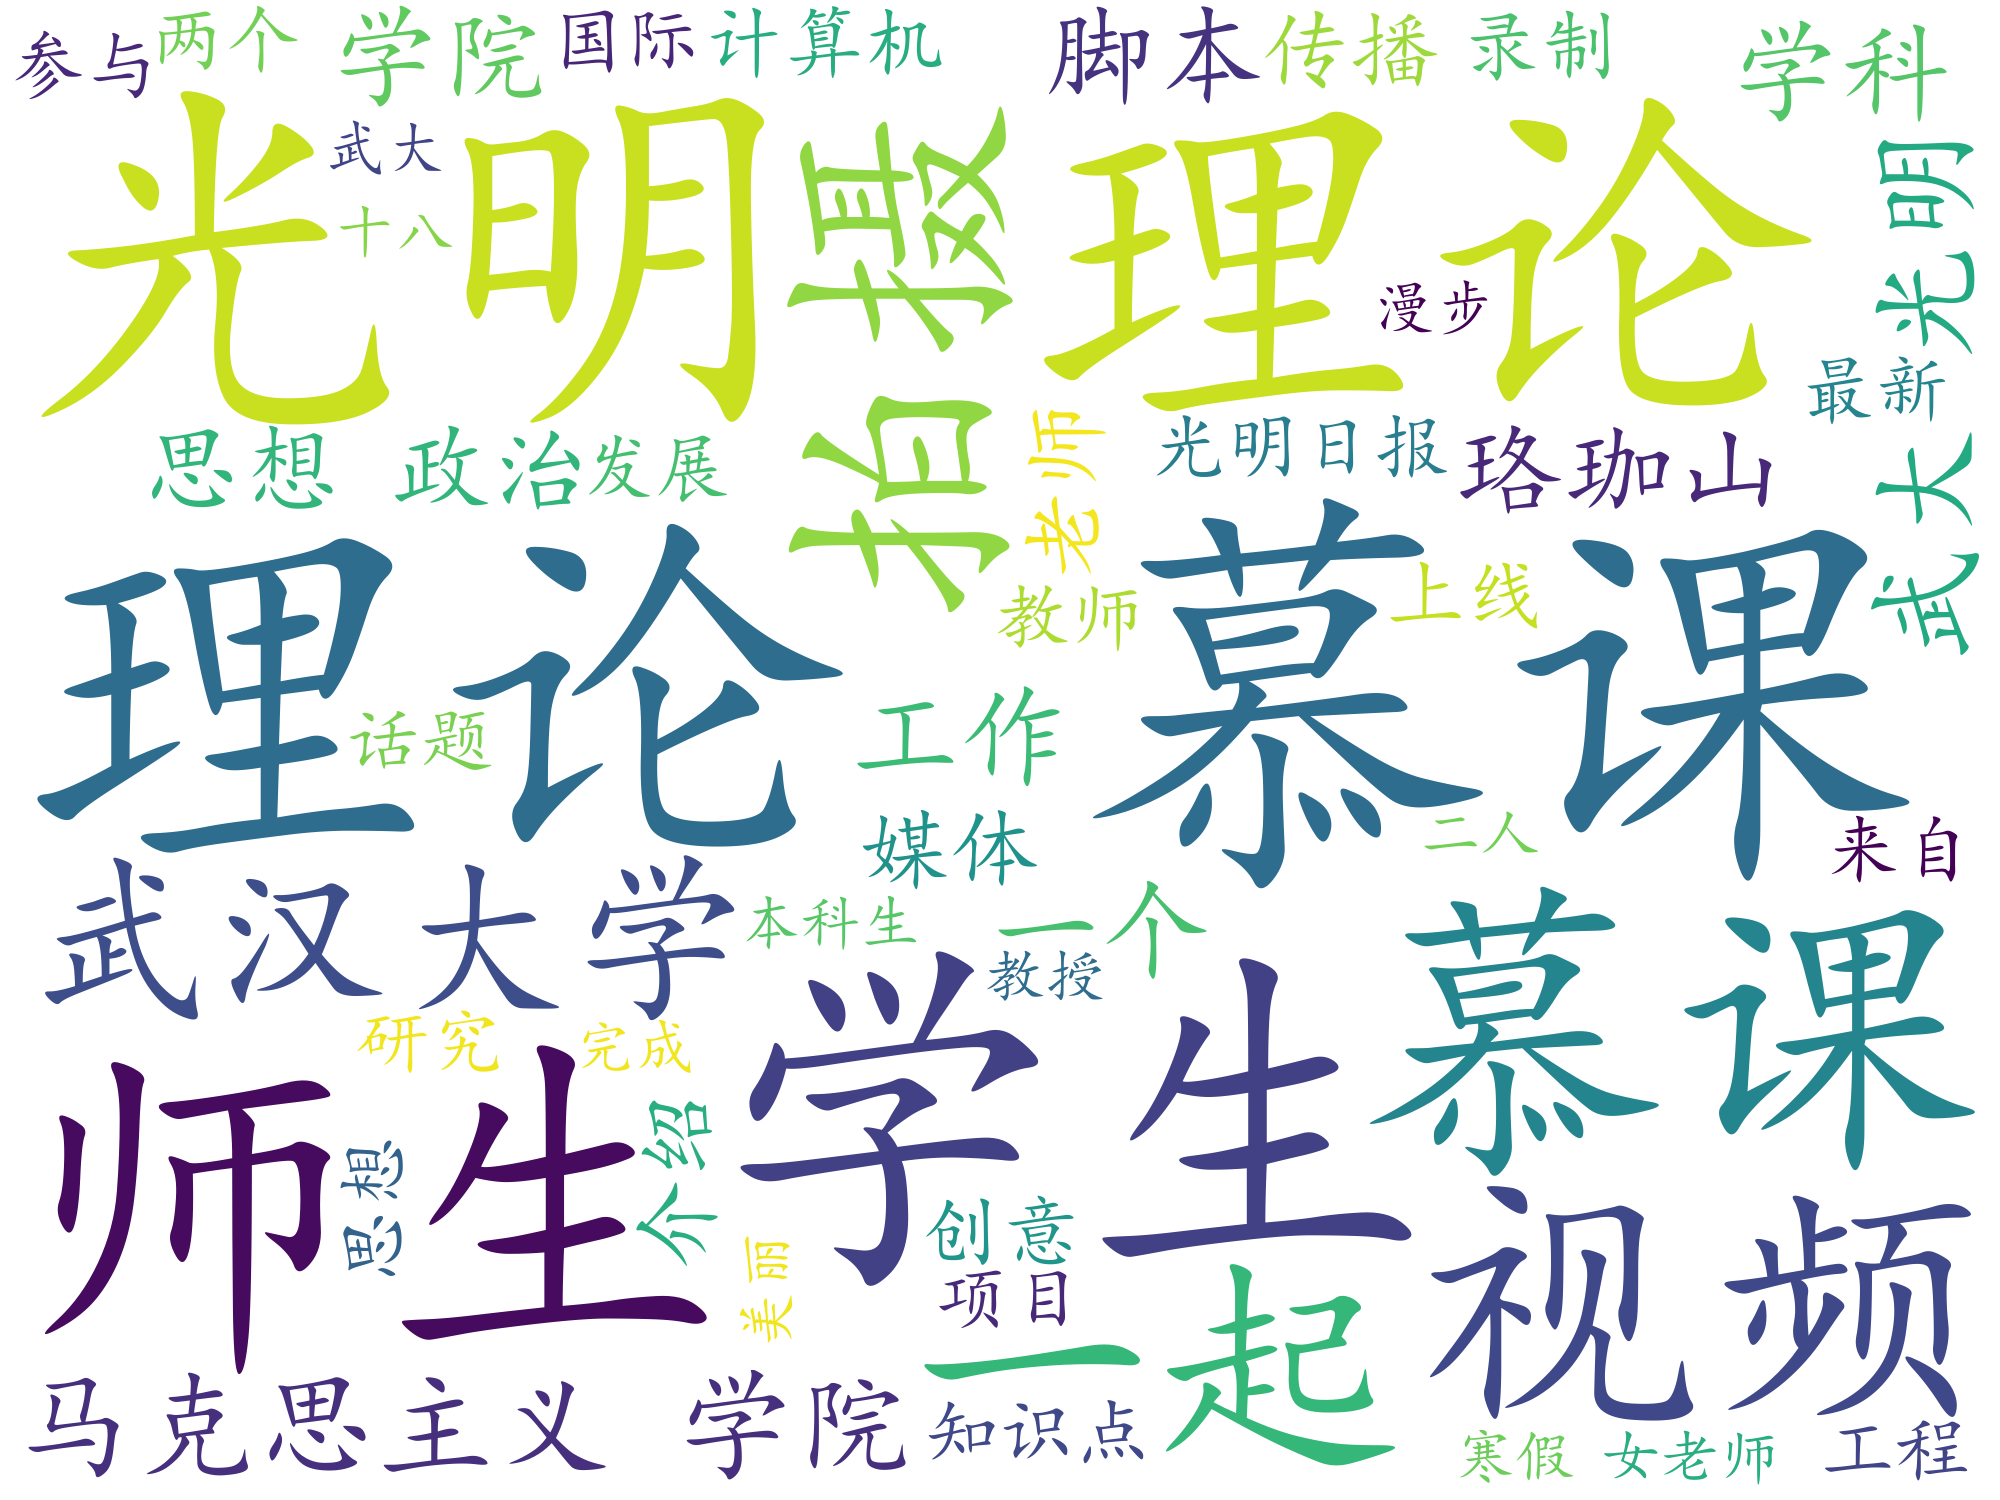 参与 两个 学院 国际 计算机 脚本 传播 录制 学科
光明 理论
武大
十八
拍摄
漫步
武大光明
最新
思想 政治 发展
老师
光明日报 珞珈山
理论 慕课
教师
上线
话题
工作
媒体
二人
来自
武汉大学
本科生 一个
教授
慕课
研究 完成
师生 学生
思想
介绍
美丽
创意
项目
视频
一起
马克思主义 学院 知识点
寒假 女老师 工程